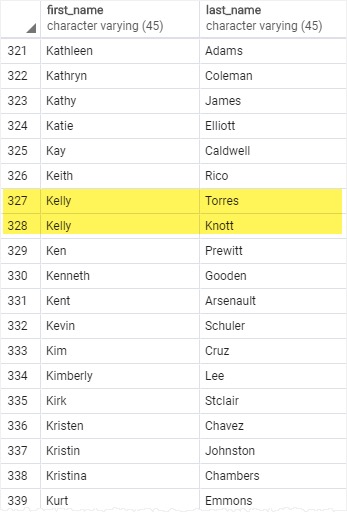 first_name last_name
character varying (45) character varying (45)
321 Kathleen Adams
322 Kathryn Coleman
323 Kathy James
324 Katie Elliott
325 Kay Caldwell
326 Keith Rico
327 Kelly Torres
328 Kelly Knott
329 Ken Prewitt
330 Kenneth Gooden
331 Kent Arsenault
332 Kevin Schuler
333 Kim Cruz
334 Kimberly Lee
335 Kirk Stclair
336 Kristen Chavez
337 Kristin Johnston
338 Kristina Chambers
339 Kurt Emmons